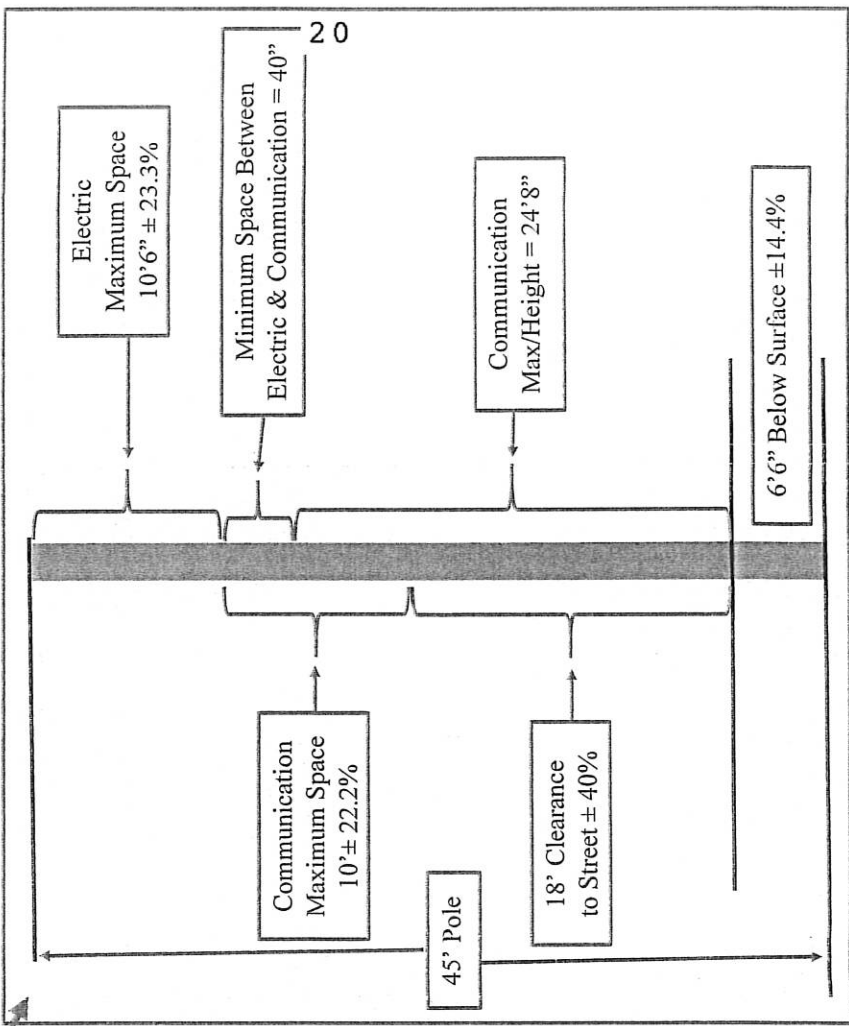 20
Electric
Maximum Space
10'6” ± 23.3%
Minimum Space Between
Electric & Communication = 40”
Communication
Max/Height = 24'8”
6'6” Below Surface ±14.4%
Communication
Maximum Space
10'± 22.2%
18' Clearance
to Street ± 40%
45' Pole